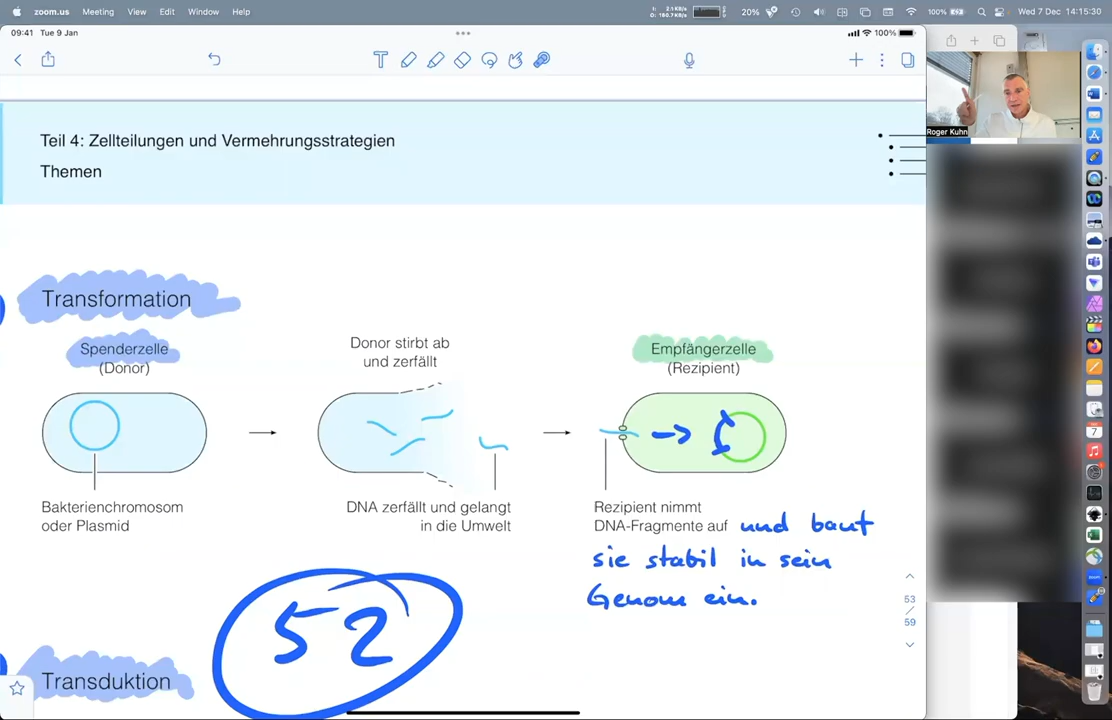 zoom.us Meeting View Edit Window Help
20% 100% Wed 7 Dec 14:15:30
09:41 Tue 9 Jan
100%
Roger Kuhn
Teil 4: Zellteilungen und Vermehrungsstrategien
Themen
Transformation
Spenderzelle
(Donor)
Donor stirbt ab
und zerfällt
Empfängerzelle
(Rezipient)
Bakterienchromosom
oder Plasmid
DNA zerfällt und gelangt
in die Umwelt
Rezipient nimmt
DNA-Fragmente auf und baut
sie stabil in sein
Genom ein.
53
/
59
52
Transduktion